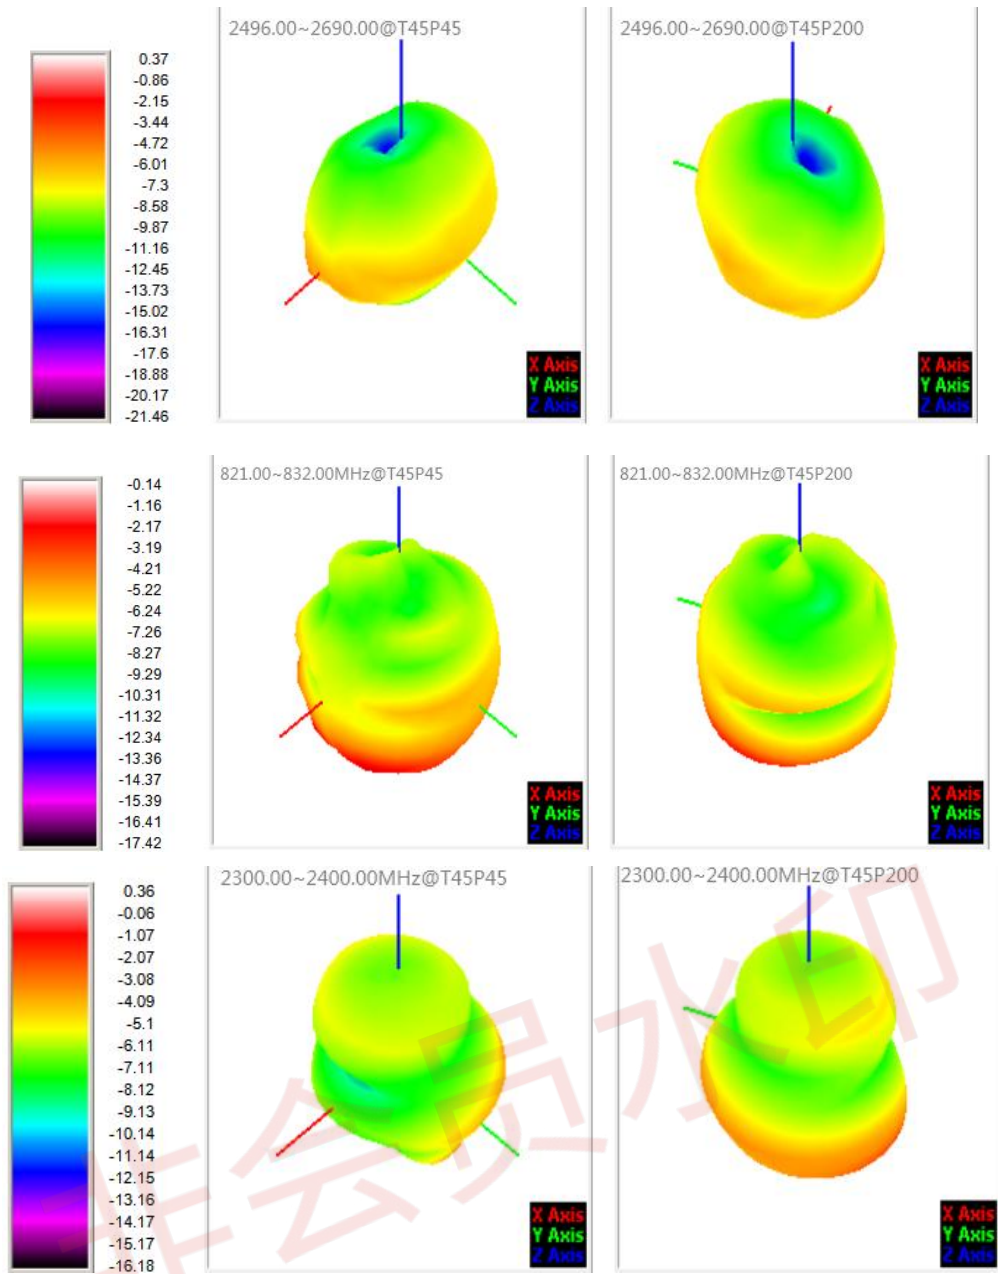 2496.00~2690.00@T45P45
2496.00~2690.00@T45P200
0.37
-0.86
-2.15
-3.44
-4.72
-6.01
-7.3
-8.58
-9.87
-11.16
-12.45
-13.73
-15.02
-16.31
-17.6
-18.88
-20.17
-21.46
X Axis
Y Axis
Z Axis
X Axis
Y Axis
Z Axis
821.00~832.00MHz@T45P45
821.00~832.00MHz@T45P200
-0.14
-1.16
-2.17
-3.19
-4.21
-5.22
-6.24
-7.26
-8.27
-9.29
-10.31
-11.32
-12.34
-13.36
-14.37
-15.39
-16.41
-17.42
X Axis
Y Axis
Z Axis
X Axis
Y Axis
Z Axis
2300.00~2400.00MHz@T45P45
2300.00~2400.00MHz@T45P200
0.36
-0.06
-1.07
-2.07
-3.08
-4.09
-5.1
-6.11
-7.11
-8.12
-9.13
-10.14
-11.14
-12.15
-13.16
-14.17
-15.17
-16.18
X Axis
Y Axis
Z Axis
X Axis
Y Axis
Z Axis
非会员水印